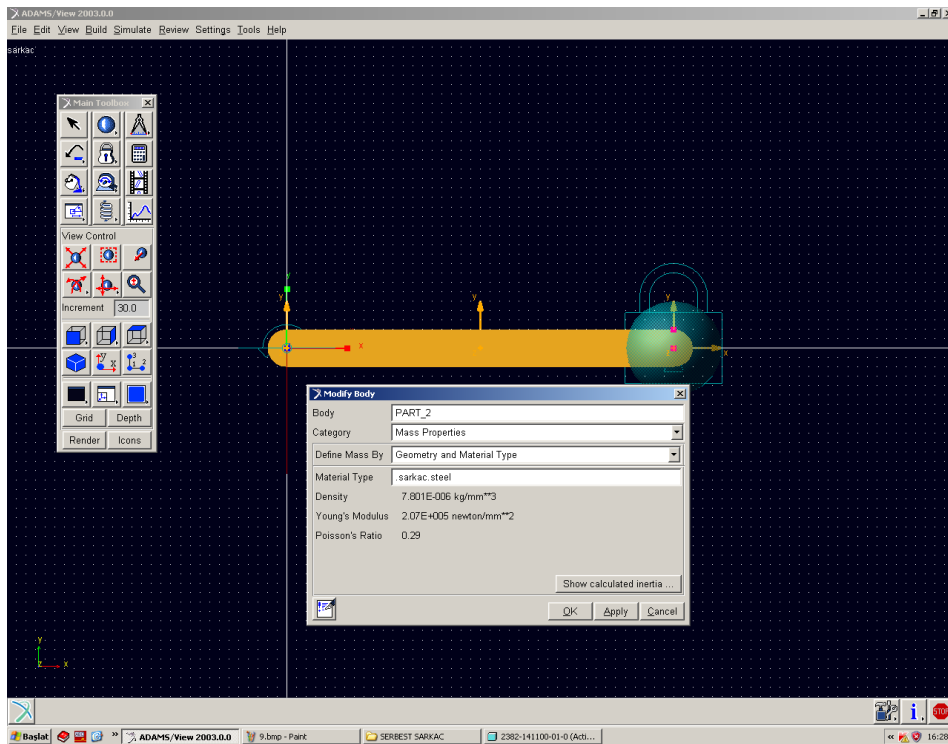 ADAMS/View 2003.0.0
File Edit View Build Simulate Review Settings Tools Help
sarkac
Main Toolbox
View Control
Increment 30.0
Grid Depth
Render Icons
y
y
y
y
x
x
Modify Body
Body PART_2
Category Mass Properties
Define Mass By Geometry and Material Type
Material Type .sarkac.steel
Density 7.801E-006 kg/mm**3
Young's Modulus 2.07E+005 newton/mm**2
Poisson's Ratio 0.29
Show calculated inertia ...
OK Apply Cancel
y
z x
i
STOP
Başlat » ADAMS/View 2003.0.0 9.bmp - Paint SERBEST SARKAC 2382-141100-01-0 (Acti... « 16:28